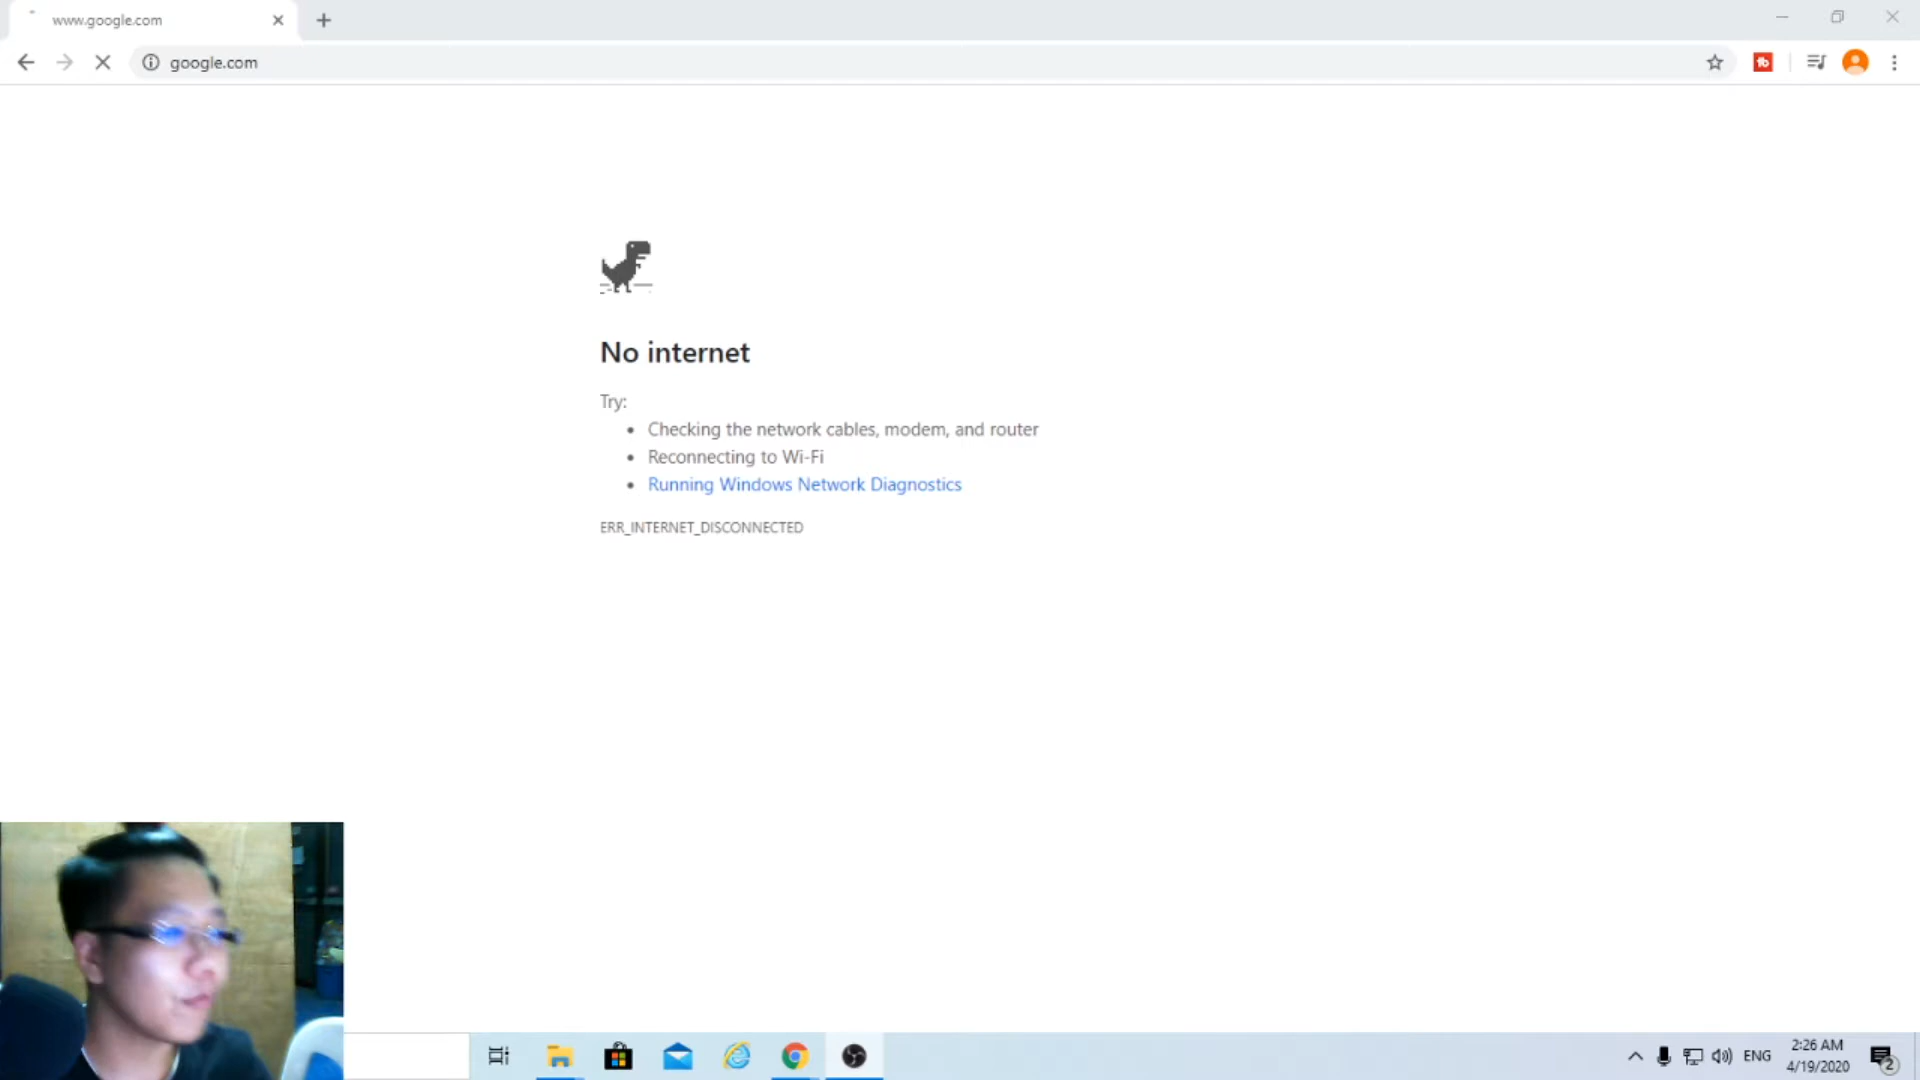 www.google.com
google.com
No internet
Try:
Checking the network cables, modem, and router
Reconnecting to Wi-Fi
Running Windows Network Diagnostics
ERR_INTERNET_DISCONNECTED
ENG
2:26 AM
4/19/2020
2